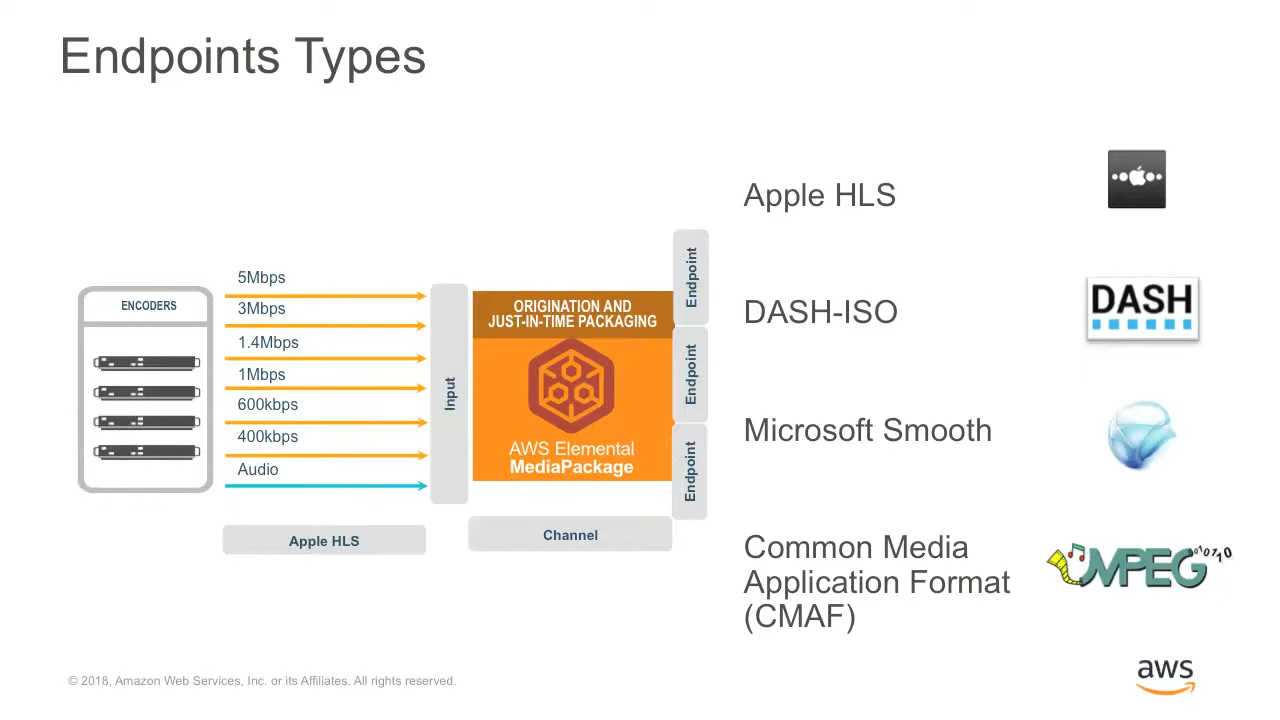 Endpoints Types
ENCODERS
5Mbps
3Mbps
1.4Mbps
1Mbps
600kbps
400kbps
Audio
Apple HLS
Input
ORIGINATION AND
JUST-IN-TIME PACKAGING
AWS Elemental
MediaPackage
Channel
Endpoint
Endpoint
Endpoint
Apple HLS
DASH-ISO
DASH
Microsoft Smooth
Common Media
Application Format
(CMAF)
MPEG
010110
© 2018, Amazon Web Services, Inc. or its Affiliates. All rights reserved.
aws